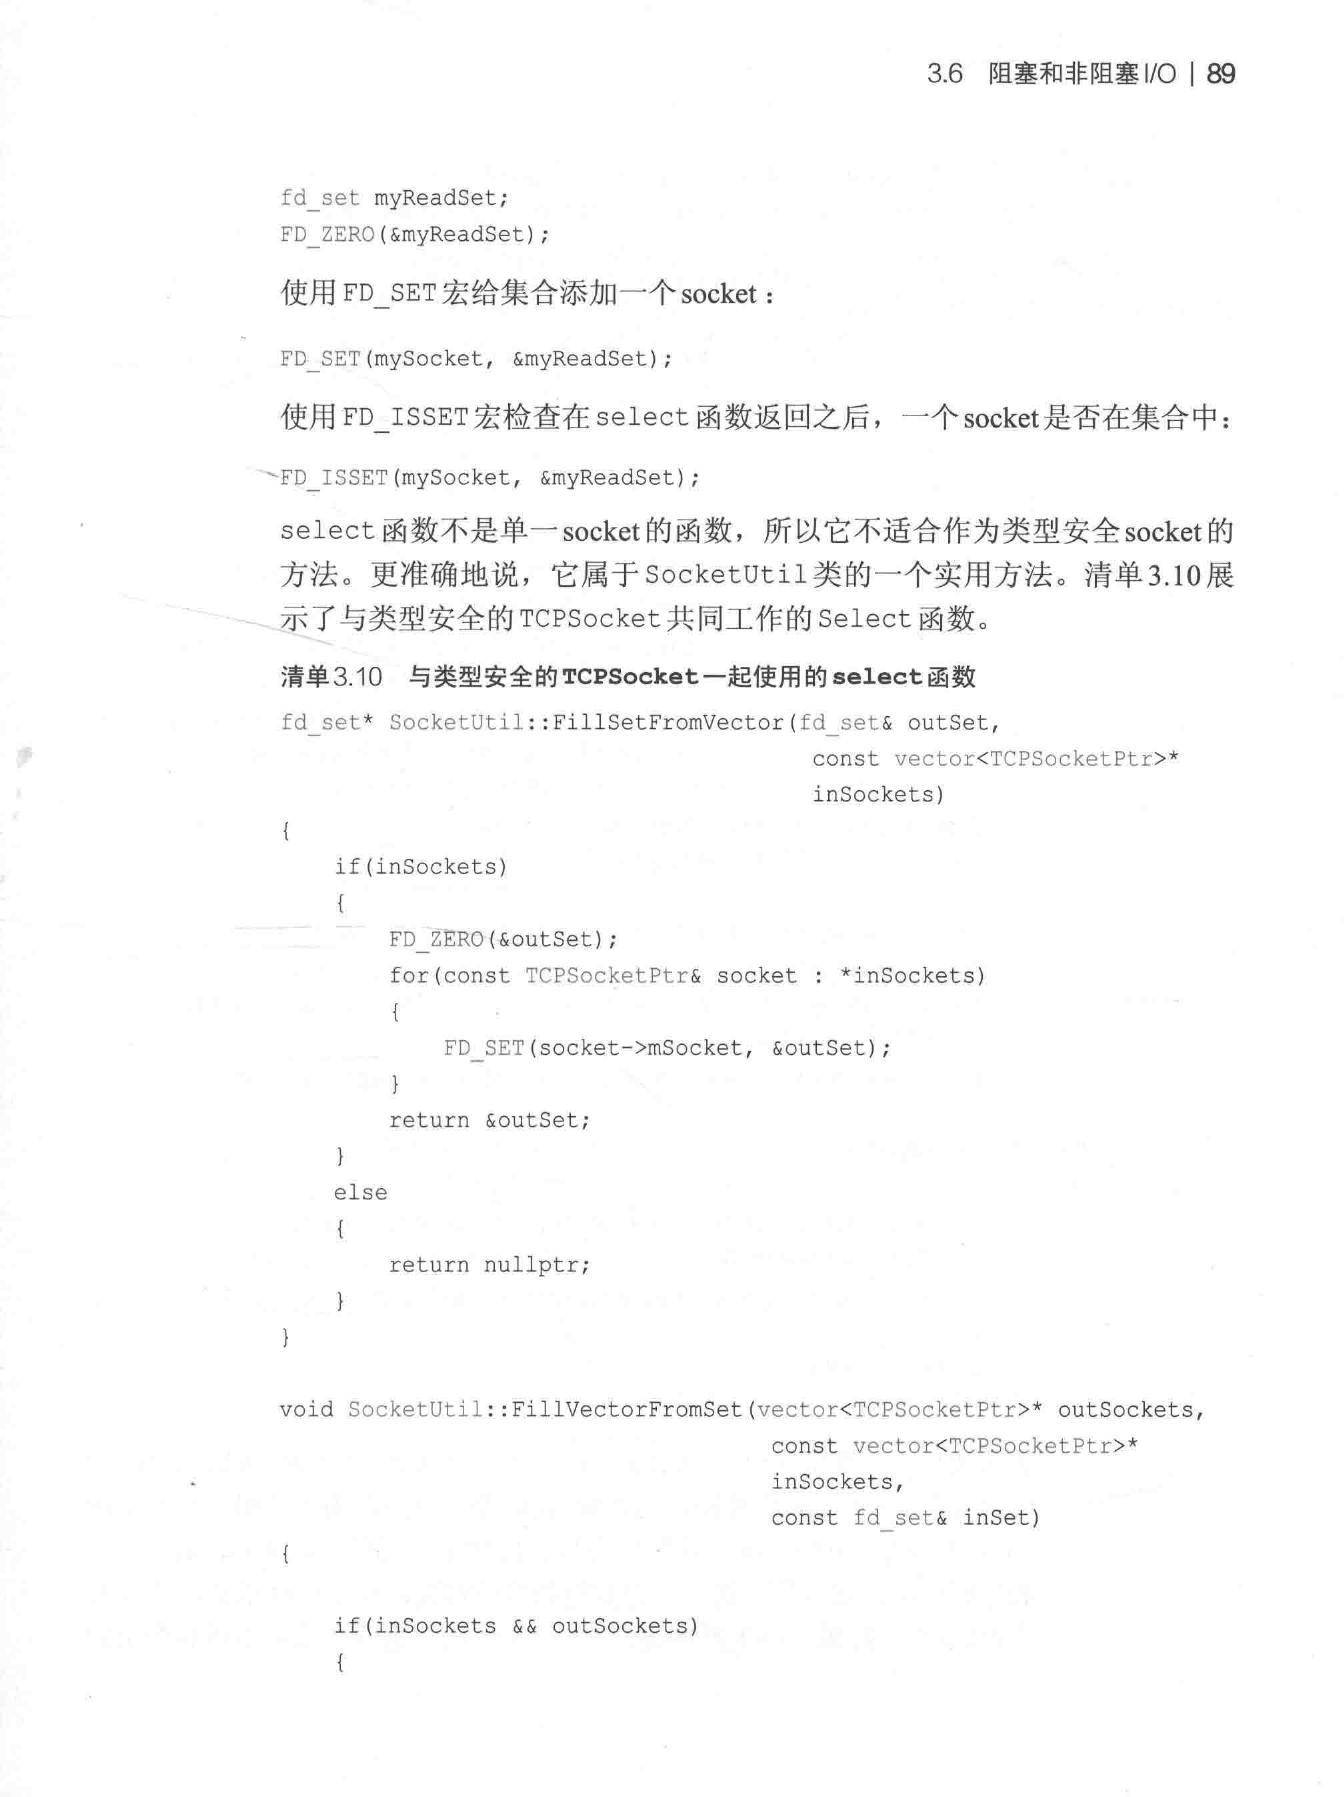 3.6 阻塞和非阻塞I/O | 89
fd_set myReadSet;
FD_ZERO(&myReadSet);
使用FD_SET宏给集合添加一个socket：
FD_SET(mySocket, &myReadSet);
使用FD_ISSET宏检查在select函数返回之后，一个socket是否在集合中：
FD_ISSET(mySocket, &myReadSet);
select函数不是单一socket的函数，所以它不适合作为类型安全socket的
方法。更准确地说，它属于SocketUtil类的一个实用方法。清单3.10展
示了与类型安全的TCPSocket共同工作的Select函数。
清单3.10 与类型安全的TCPSocket一起使用的select函数
fd_set* SocketUtil::FillSetFromVector(fd_set& outSet,
const vector<TCPSocketPtr>*
inSockets)
{
if(inSockets)
{
FD_ZERO(&outSet);
for(const TCPSocketPtr& socket : *inSockets)
{
FD_SET(socket->mSocket, &outSet);
}
return &outSet;
}
else
{
return nullptr;
}
}
void SocketUtil::FillVectorFromSet(vector<TCPSocketPtr>* outSockets,
const vector<TCPSocketPtr>*
inSockets,
const fd_set& inSet)
{
if(inSockets && outSockets)
{